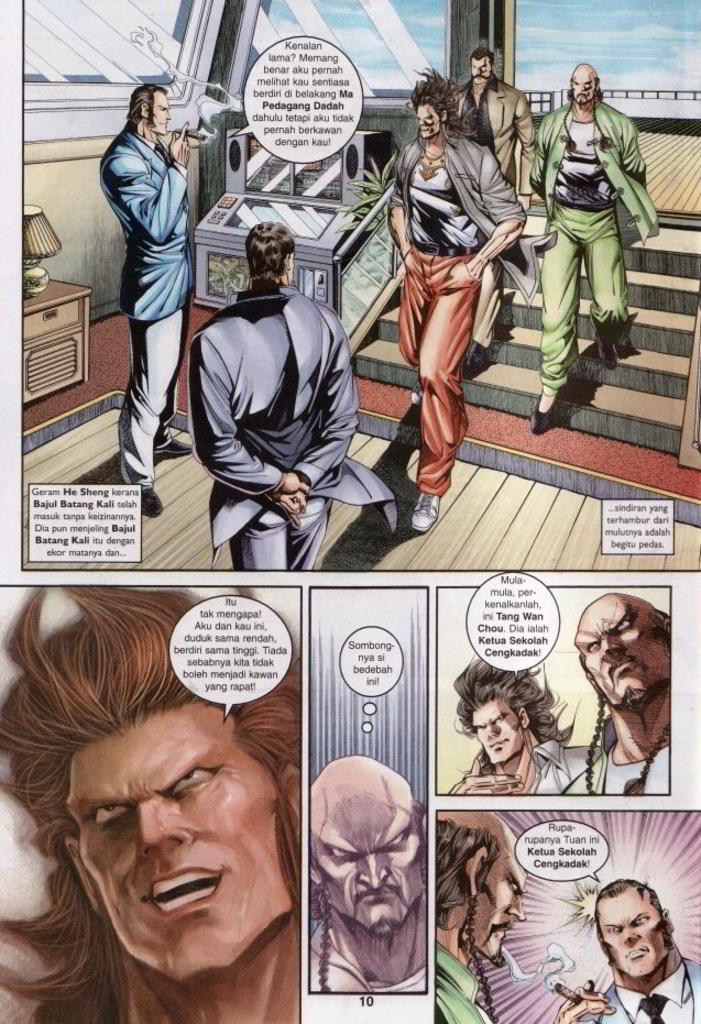 Kenalan
lama? Memang
benar aku pernah
melihat kau sentiasa
berdiri di belakang Ma
Pedagang Dadah
dahulu tetapi aku tidak
pernah berkawan
dengan kau!
Geram He Sheng kerana
Bajul Batang Kali telah
masuk tanpa keizinannya.
Dia pun menjeling Bajul
Batang Kali itu dengan
ekor matanya dan...
...sindiran yang
terhambur dari
mulutnya adalah
begitu pedas.
Itu
tak mengapa!
Aku dan kau ini,
duduk sama rendah,
berdiri sama tinggi. Tiada
sebabnya kita tidak
boleh menjadi kawan
yang rapat!
Sombong-
nya si
bedebah
ini!
Mula-
mula, per-
kenalkanlah,
ini Tang Wan
Chou. Dia ialah
Ketua Sekolah
Cengkadak!
Rupa-
rupanya Tuan ini
Ketua Sekolah
Cengkadak!
10